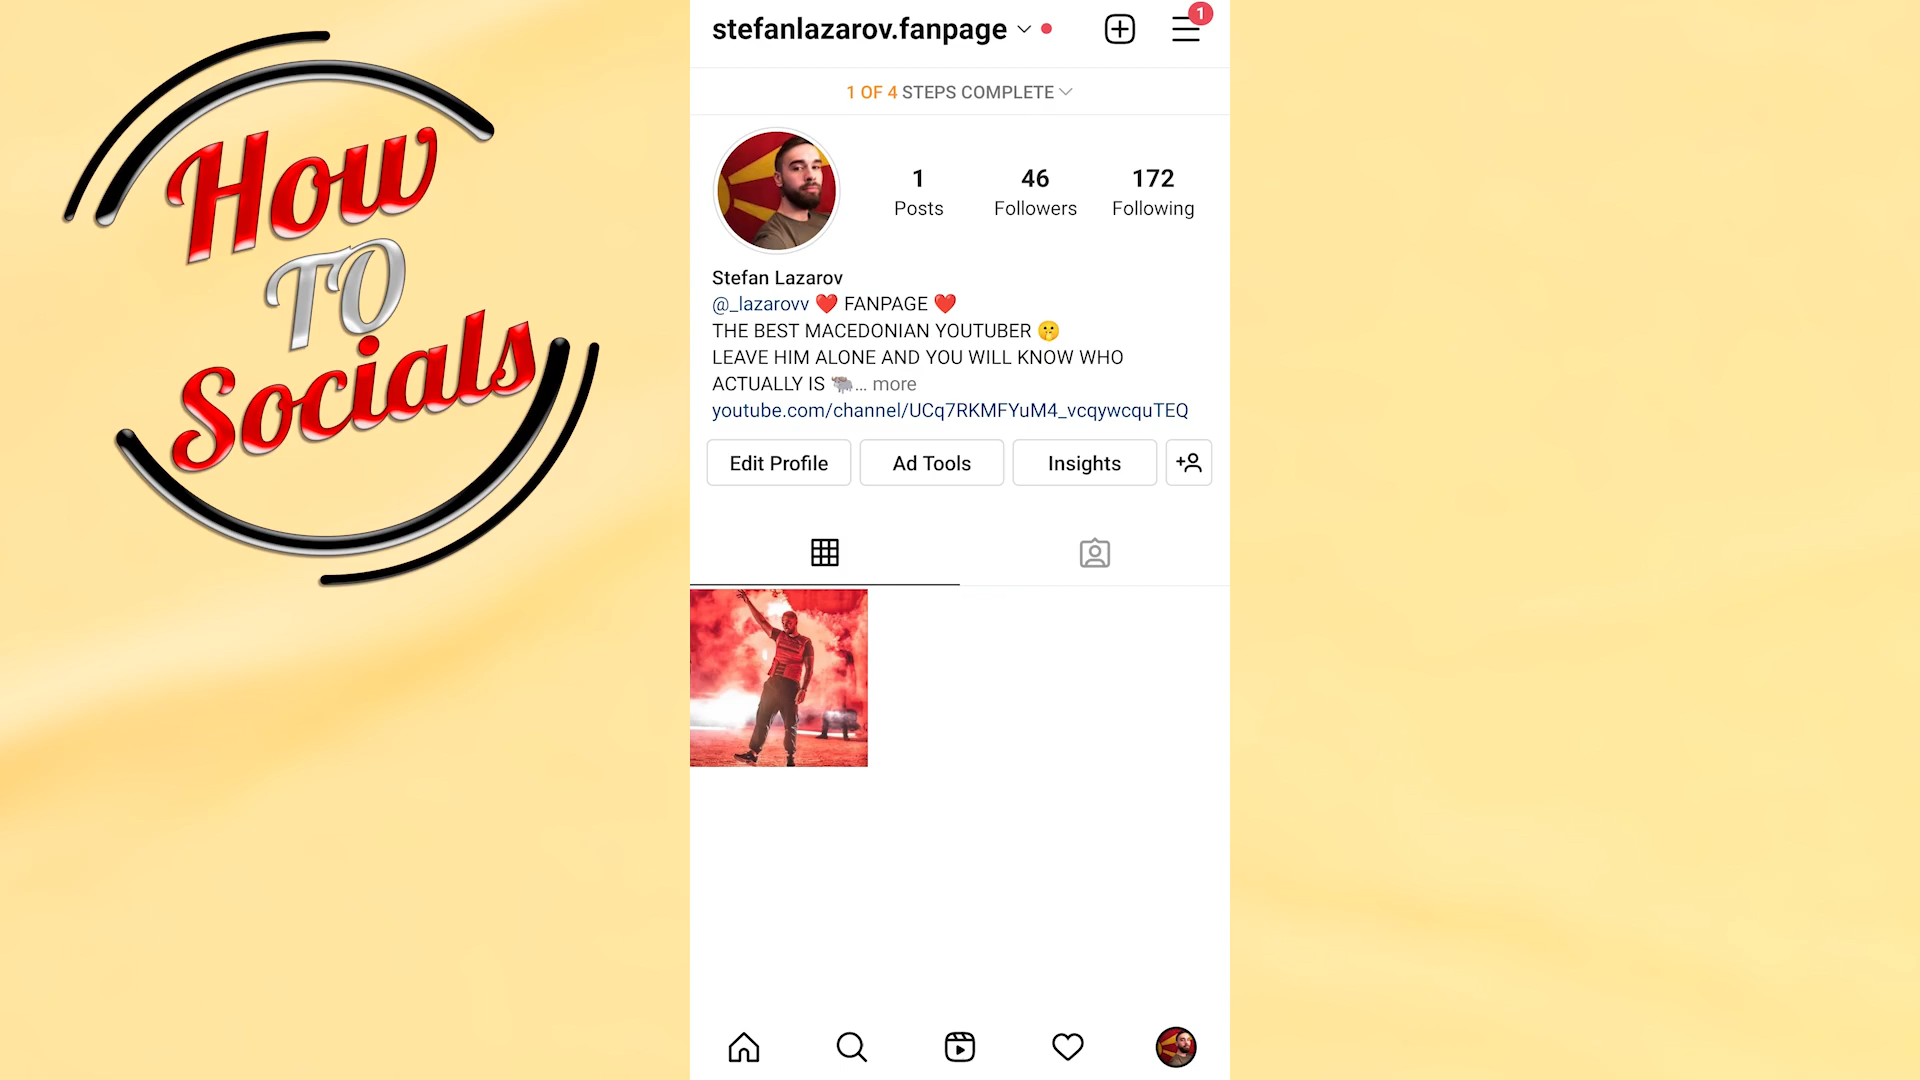 How
TO
Socials
stefanlazarov.fanpage
1
1 OF 4 STEPS COMPLETE
1
Posts
46
Followers
172
Following
Stefan Lazarov
@_lazarovv ❤️ FANPAGE ❤️
THE BEST MACEDONIAN YOUTUBER 🤫
LEAVE HIM ALONE AND YOU WILL KNOW WHO
ACTUALLY IS 🐃... more
youtube.com/channel/UCq7RKMFYuM4_vcqywcquTEQ
Edit Profile
Ad Tools
Insights